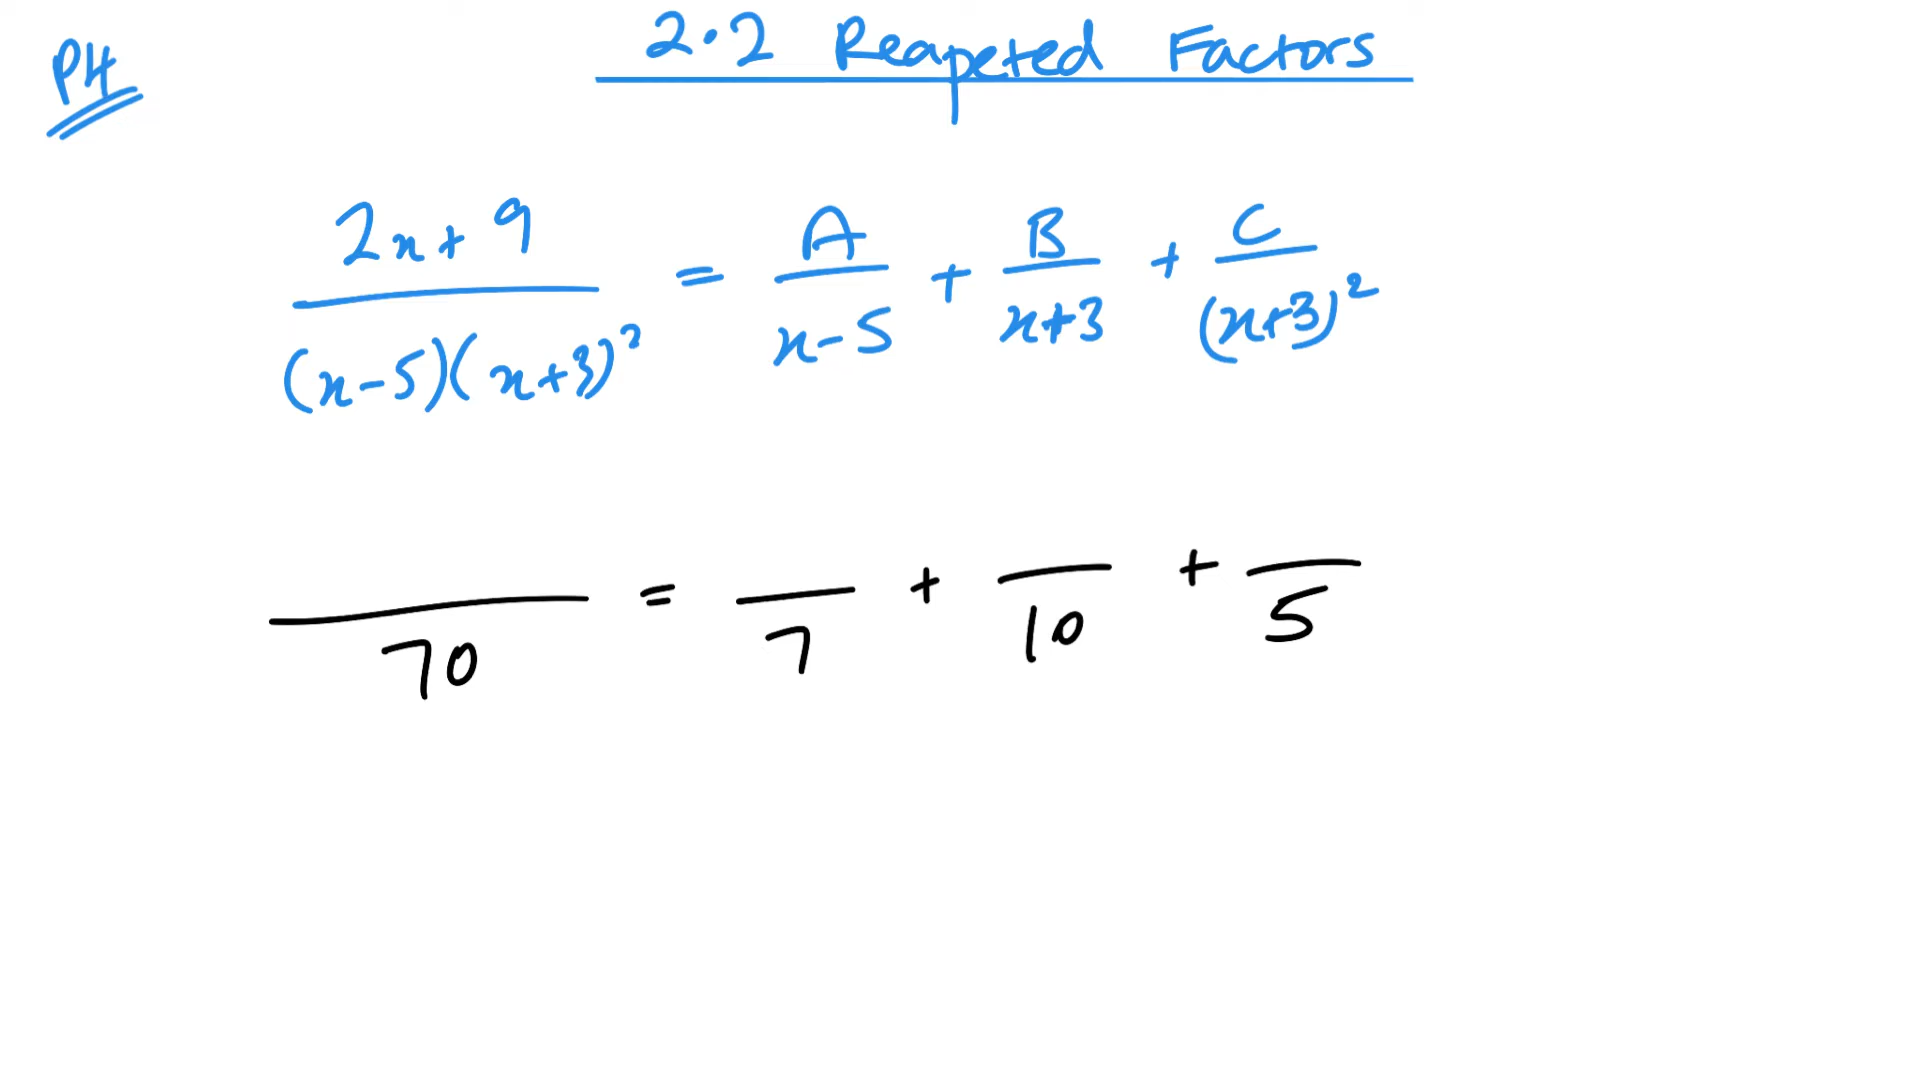 P4
2.2 Reapeted Factors
2x+9/(x-5)(x+3)² = A/x-5 + B/x+3 + C/(x+3)²
/70 = /7 + /10 + /5